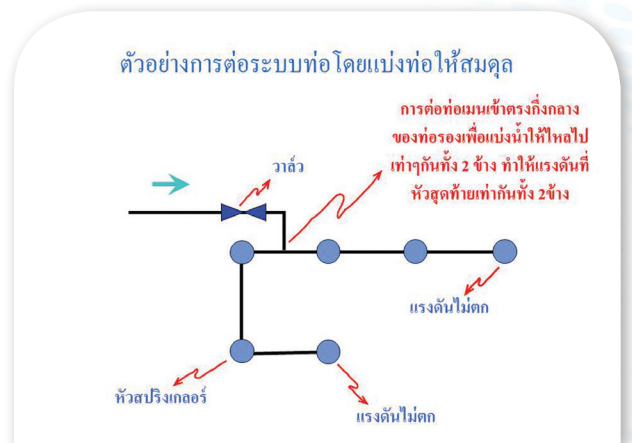 ตัวอย่างการต่อระบบท่อโดยแบ่งท่อให้สมดุล
การต่อท่อเมนเข้าตรงกึ่งกลาง
ของท่อรองเพื่อแบ่งน้ำให้ไหลไป
เท่าๆกันทั้ง 2 ข้าง ทำให้แรงดันที่
หัวสุดท้ายเท่ากันทั้ง 2ข้าง
วาล์ว
แรงดันไม่ตก
หัวสปริงเกลอร์
แรงดันไม่ตก